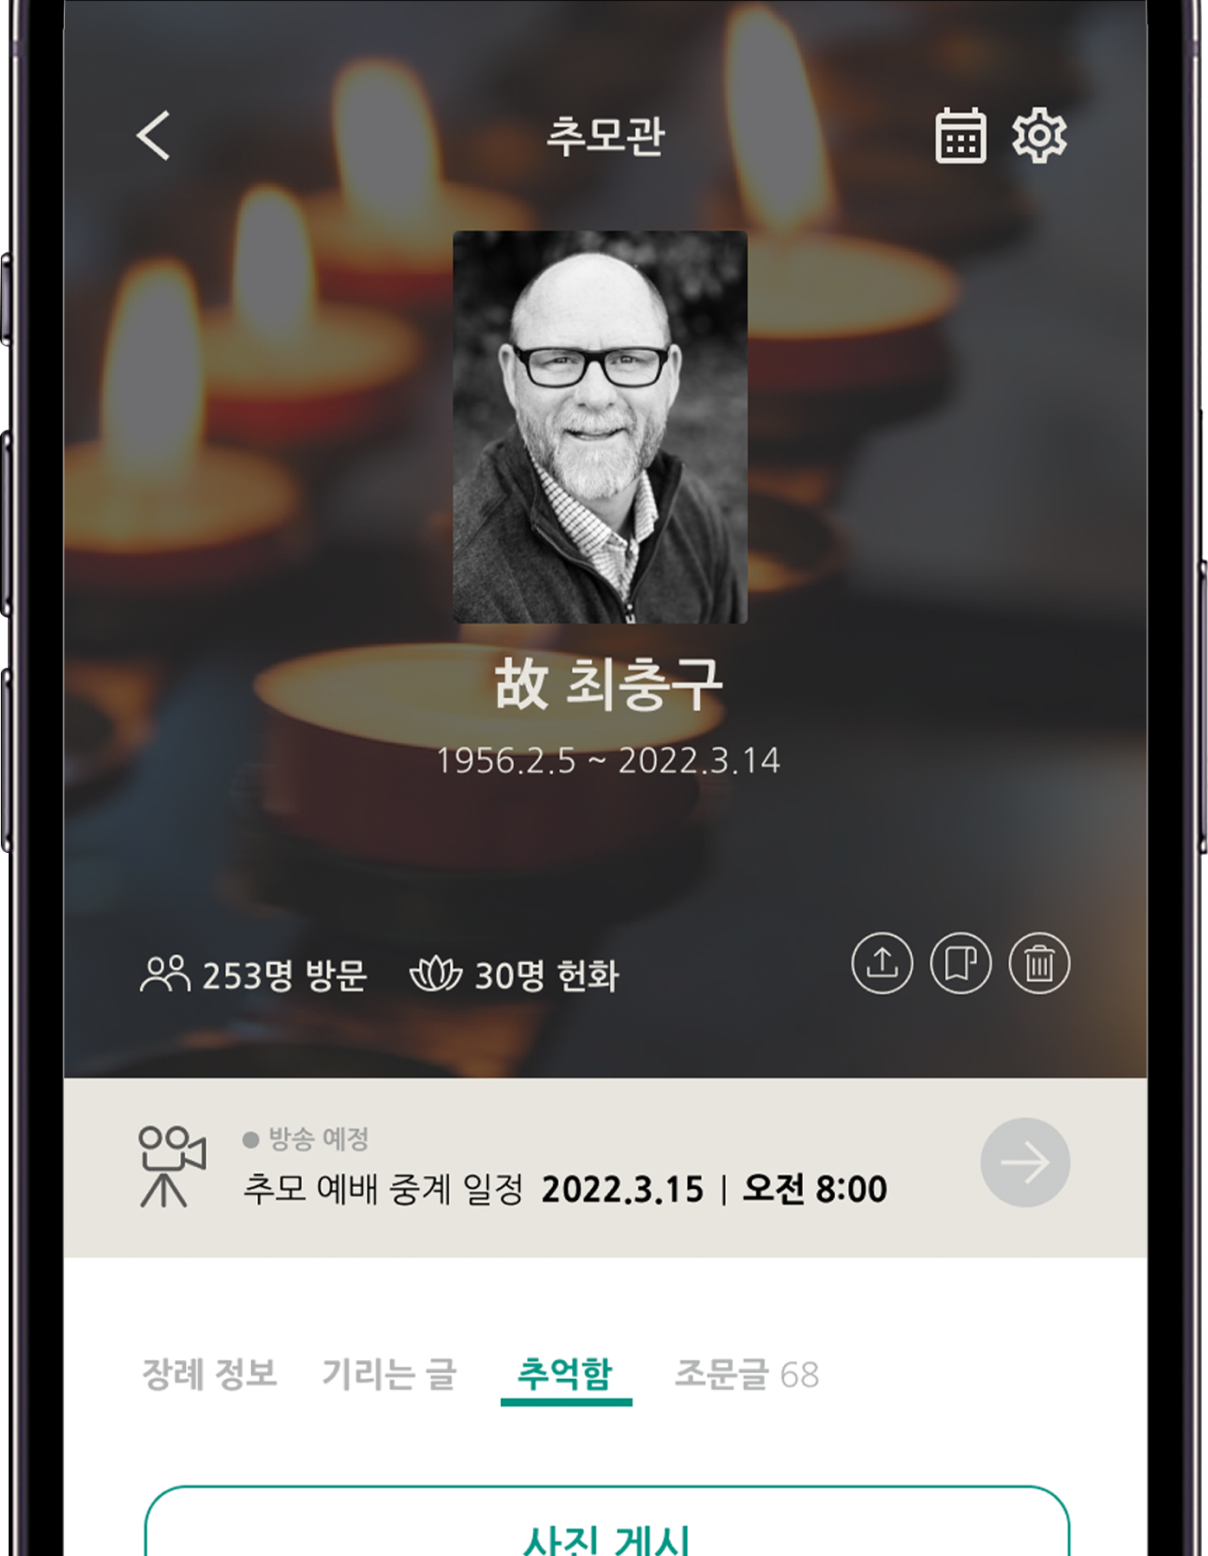 추모관
故 최충구
1956.2.5 ~ 2022.3.14
253명 방문 30명 헌화
방송 예정
추모 예배 중계 일정 2022.3.15 | 오전 8:00
장례 정보 기리는 글 추억함 조문글 68
사진 게시